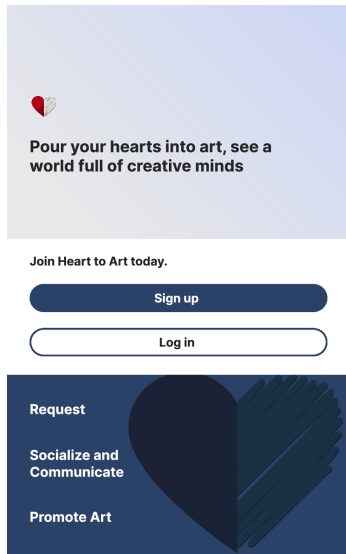 Pour your hearts into art, see a
world full of creative minds
Join Heart to Art today.
Sign up
Log in
Request
Socialize and
Communicate
Promote Art